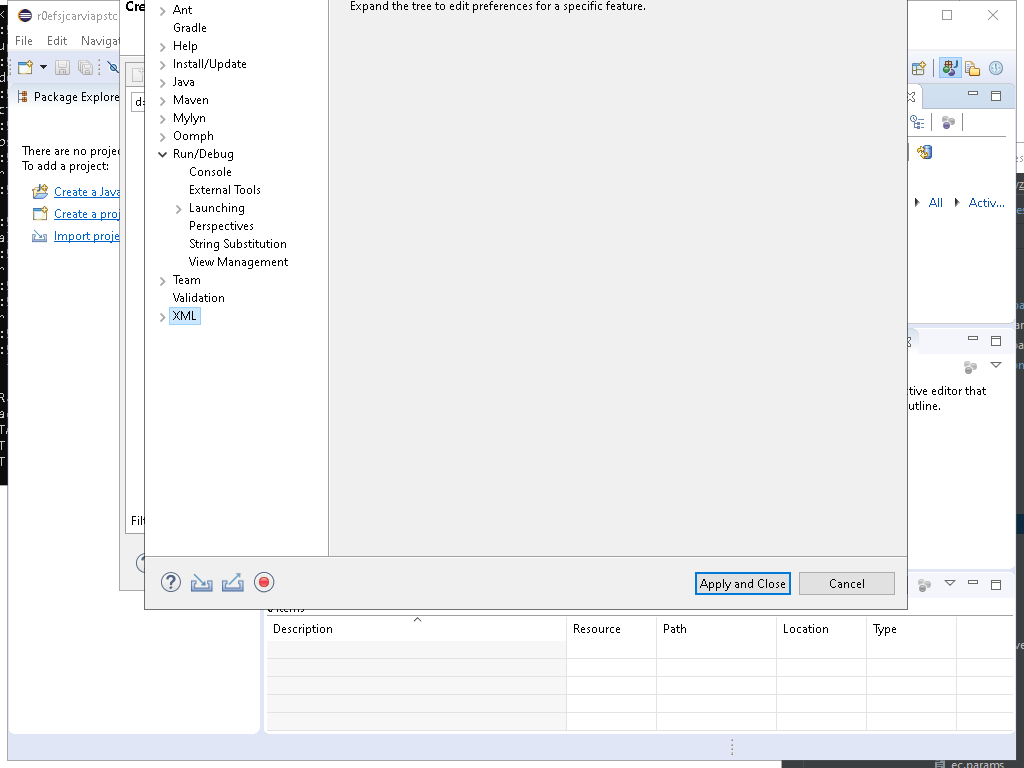 r0efsjcarviapstc
Cre
Expand the tree to edit preferences for a specific feature.
File Edit Navigat
Package Explore
There are no projec
To add a project:
Create a Java
Create a proj
Import proje
Ant
Gradle
Help
Install/Update
Java
Maven
Mylyn
Oomph
Run/Debug
Console
External Tools
Launching
Perspectives
String Substitution
View Management
Team
Validation
XML
All Activ...
tive editor that
utline.
Filt
Apply and Close
Cancel
Description Resource Path Location Type
ec.params